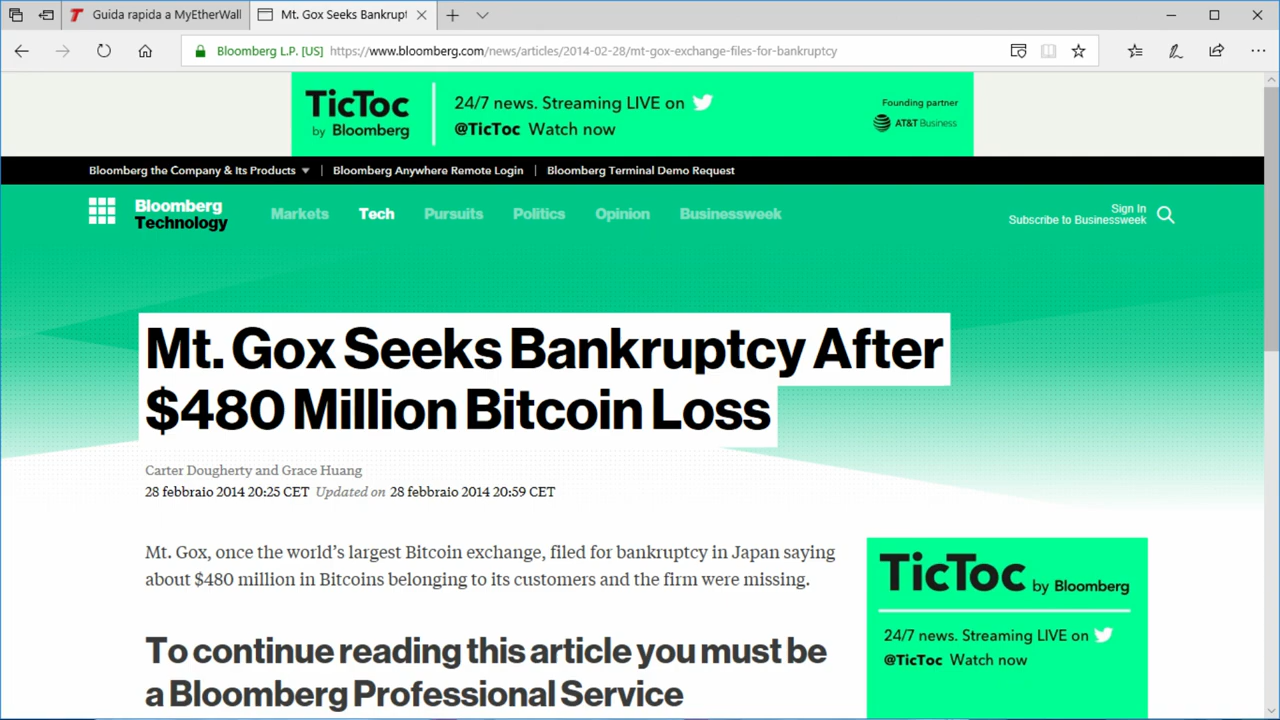 Guida rapida a MyEtherWall
Mt. Gox Seeks Bankrupt
Bloomberg L.P. [US] https://www.bloomberg.com/news/articles/2014-02-28/mt-gox-exchange-files-for-bankruptcy
TicToc
by Bloomberg
24/7 news. Streaming LIVE on
@TicToc Watch now
Founding partner
AT&T Business
Bloomberg the Company & Its Products
Bloomberg Anywhere Remote Login
Bloomberg Terminal Demo Request
Bloomberg
Technology
Markets Tech Pursuits Politics Opinion Businessweek
Sign In
Subscribe to Businessweek
Mt. Gox Seeks Bankruptcy After
$480 Million Bitcoin Loss
Carter Dougherty and Grace Huang
28 febbraio 2014 20:25 CET Updated on 28 febbraio 2014 20:59 CET
Mt. Gox, once the world’s largest Bitcoin exchange, filed for bankruptcy in Japan saying
about $480 million in Bitcoins belonging to its customers and the firm were missing.
To continue reading this article you must be
a Bloomberg Professional Service
TicToc by Bloomberg
24/7 news. Streaming LIVE on
@TicToc Watch now